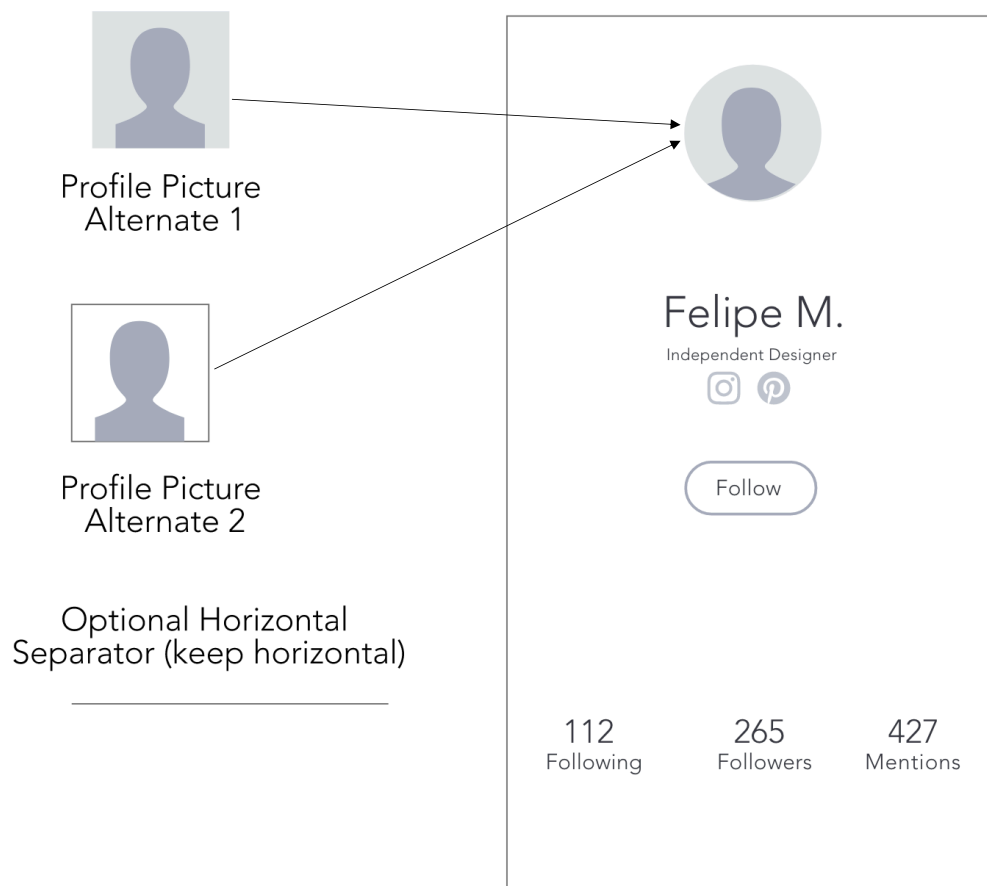 Profile Picture
Alternate 1
Profile Picture
Alternate 2
Optional Horizontal
Separator (keep horizontal)
Felipe M.
Independent Designer
Follow
112
Following
265
Followers
427
Mentions